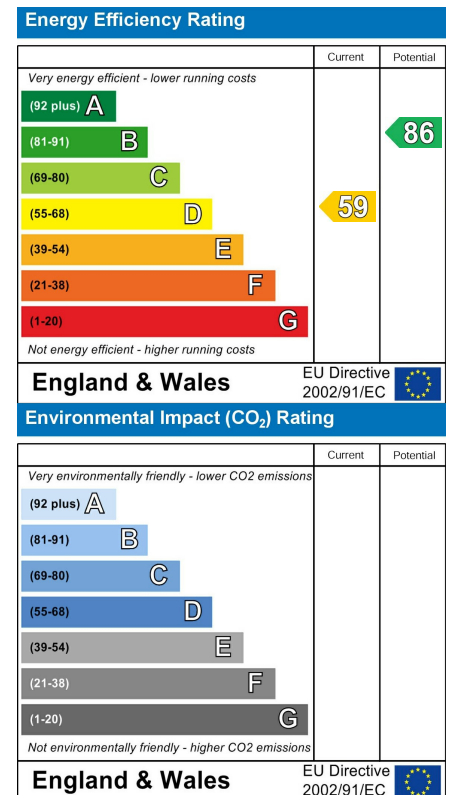 Energy Efficiency Rating
Current Potential
Very energy efficient - lower running costs
(92 plus) A
(81-91) B
86
(69-80) C
(55-68) D
59
(39-54) E
(21-38) F
(1-20) G
Not energy efficient - higher running costs
England & Wales
EU Directive
2002/91/EC
Environmental Impact (CO₂) Rating
Current Potential
Very environmentally friendly - lower CO2 emissions
(92 plus) A
(81-91) B
(69-80) C
(55-68) D
(39-54) E
(21-38) F
(1-20) G
Not environmentally friendly - higher CO2 emissions
England & Wales
EU Directive
2002/91/EC